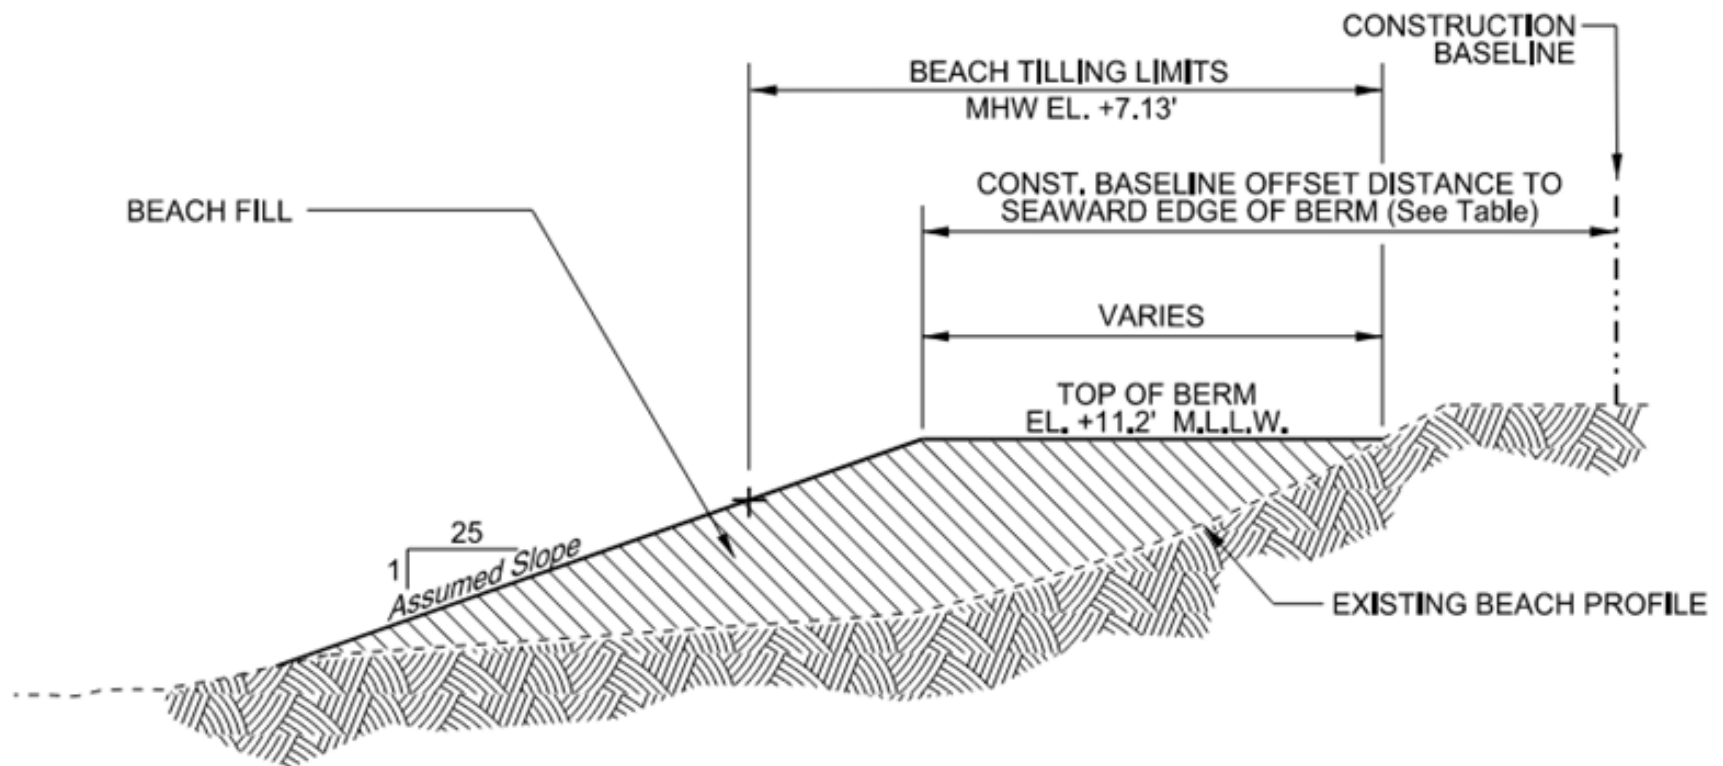 CONSTRUCTION
BASELINE
BEACH TILLING LIMITS
MHW EL. +7.13'
CONST. BASELINE OFFSET DISTANCE TO
SEAWARD EDGE OF BERM (See Table)
BEACH FILL
VARIES
TOP OF BERM
EL. +11.2' M.L.L.W.
25
1
Assumed Slope
EXISTING BEACH PROFILE